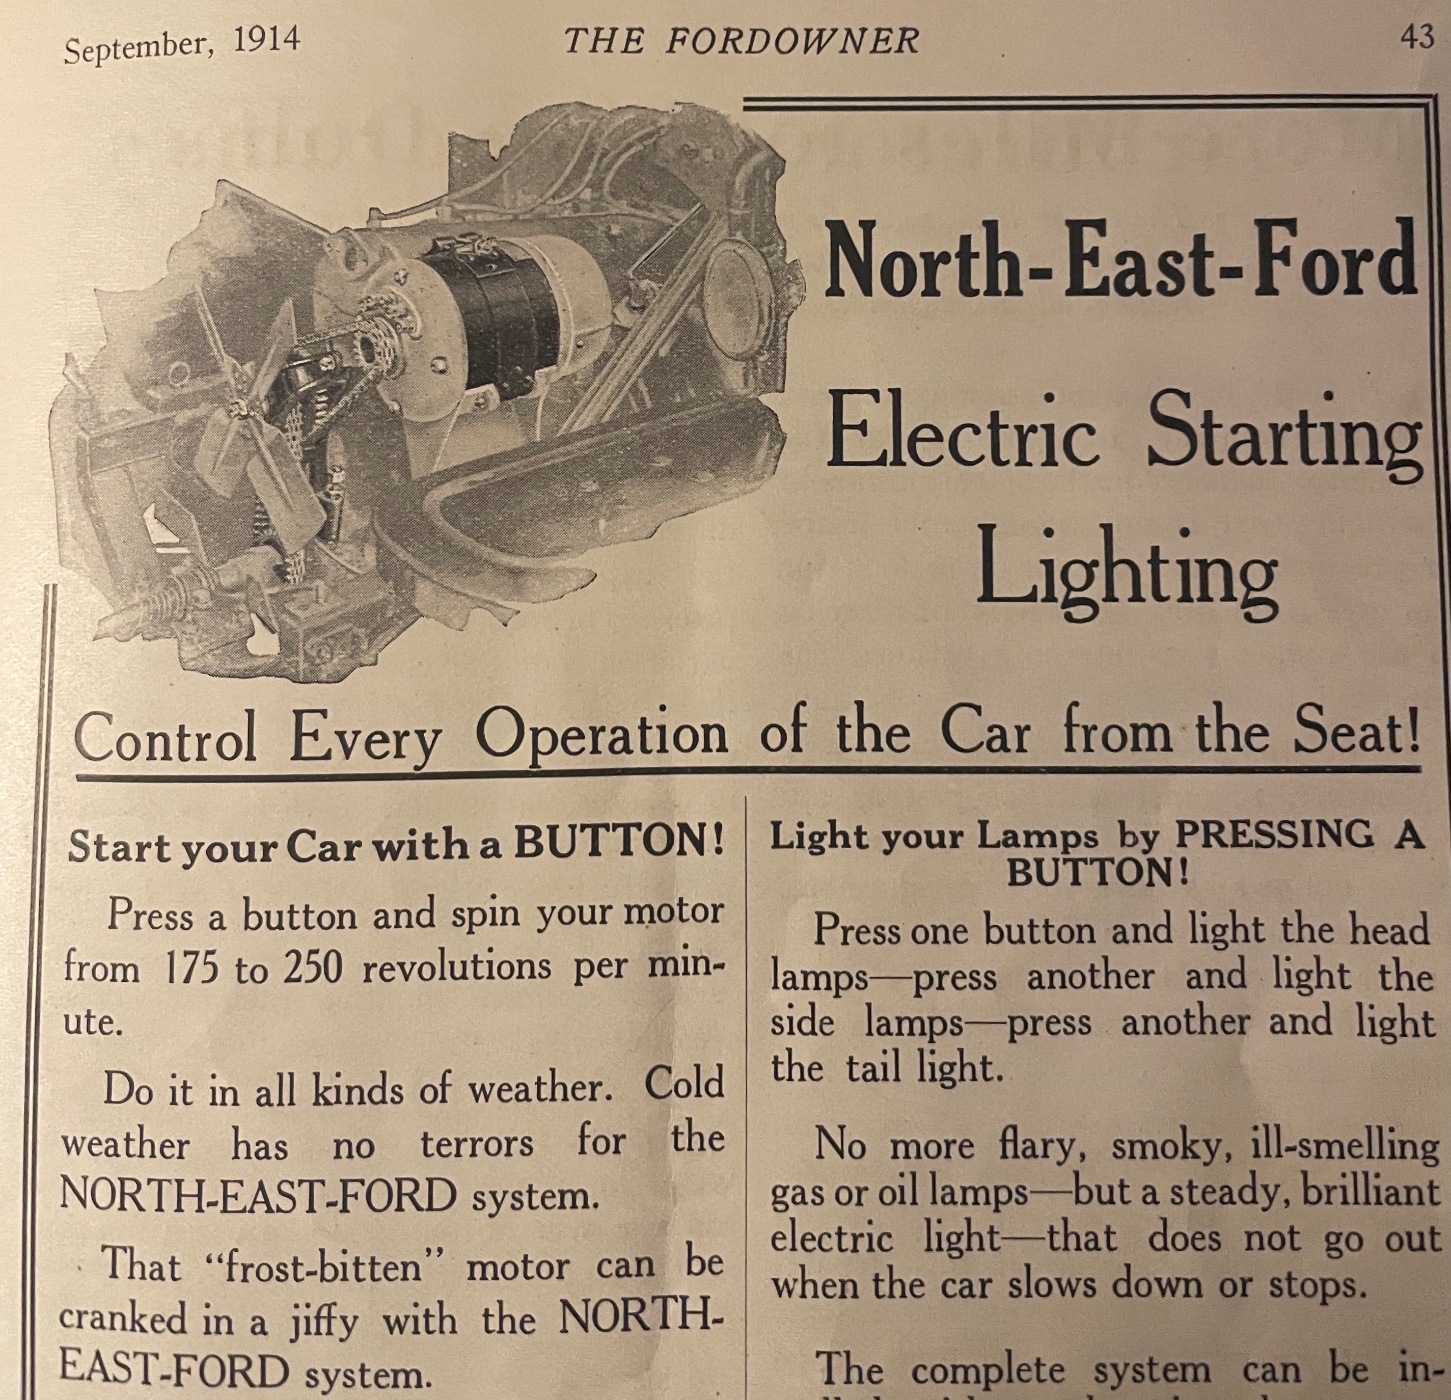 September, 1914
THE FORDOWNER
43
North-East-Ford
Electric Starting
Lighting
Control Every Operation of the Car from the Seat!
Start your Car with a BUTTON!
Press a button and spin your motor
from 175 to 250 revolutions per min-
ute.
Do it in all kinds of weather. Cold
weather has no terrors for the
NORTH-EAST-FORD system.
That “frost-bitten” motor can be
cranked in a jiffy with the NORTH-
EAST-FORD system.
Light your Lamps by PRESSING A
BUTTON!
Press one button and light the head
lamps—press another and light the
side lamps—press another and light
the tail light.
No more flary, smoky, ill-smelling
gas or oil lamps—but a steady, brilliant
electric light—that does not go out
when the car slows down or stops.
The complete system can be in-